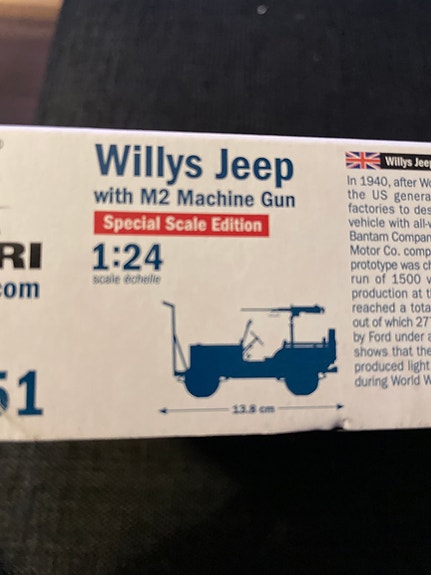 Willys Jeep
with M2 Machine Gun
Special Scale Edition
1:24
scale échelle
13.8 cm
RI
com
51
Willys Jeep
In 1940, after
the US genera
factories to des
vehicle with all-
Bantam Compan
Motor Co. comp
prototype was
run of 1500
production at t
reached a tota
out of which 27
by Ford under a
shows that the
produced light
during World W